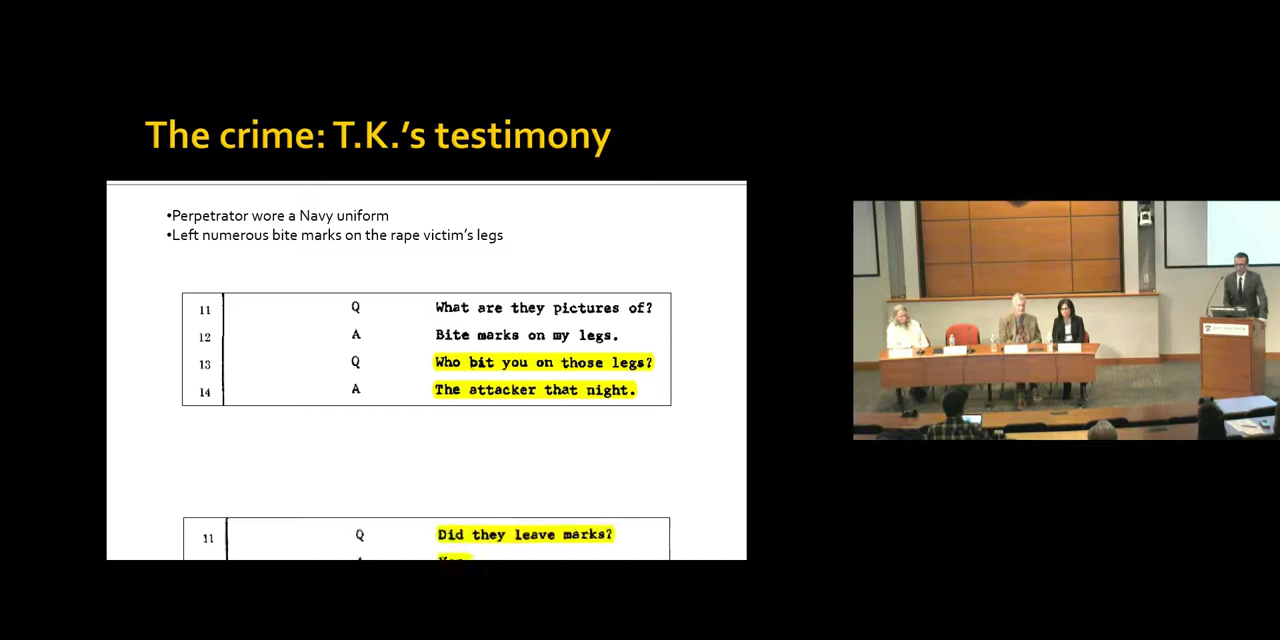 The crime: T.K.'s testimony
•Perpetrator wore a Navy uniform
•Left numerous bite marks on the rape victim's legs
11 Q What are they pictures of?
12 A Bite marks on my legs.
13 Q Who bit you on those legs?
14 A The attacker that night.
11 Q Did they leave marks?